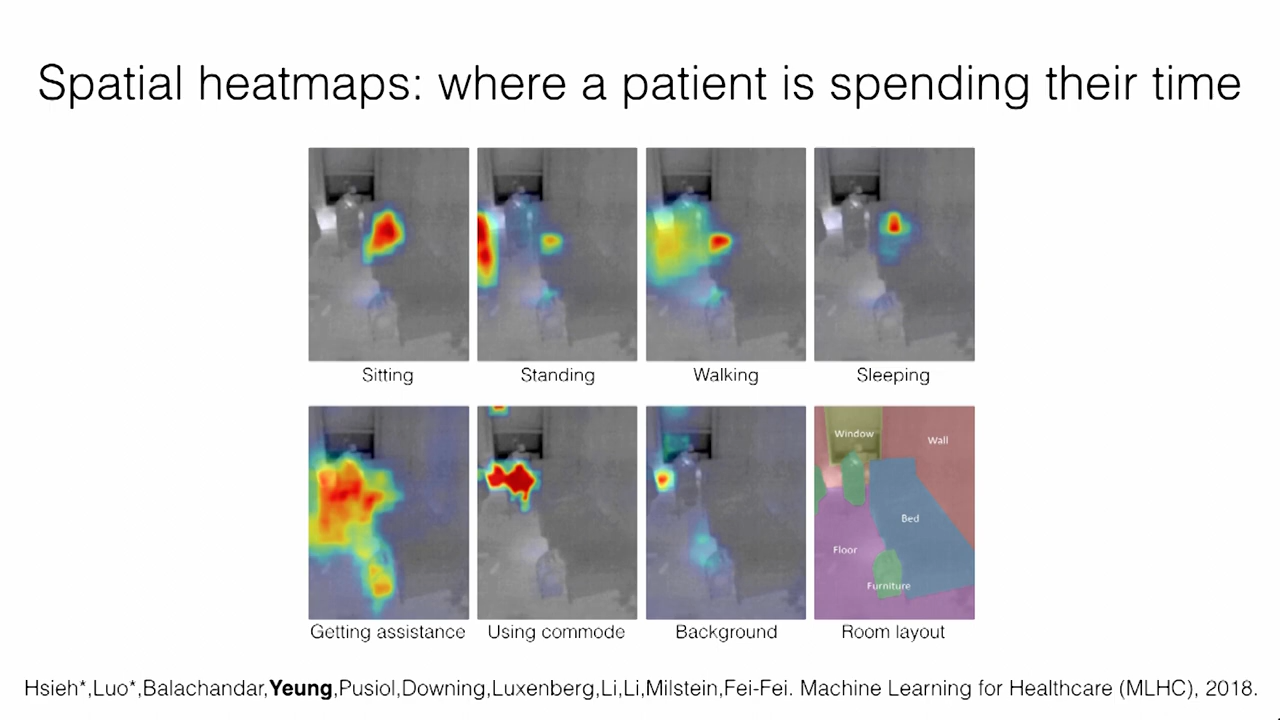 Spatial heatmaps: where a patient is spending their time
Sitting
Standing
Walking
Sleeping
Window
Wall
Bed
Floor
Furniture
Getting assistance
Using commode
Background
Room layout
Hsieh*,Luo*,Balachandar,Yeung,Pusiol,Downing,Luxenberg,Li,Li,Milstein,Fei-Fei. Machine Learning for Healthcare (MLHC), 2018.